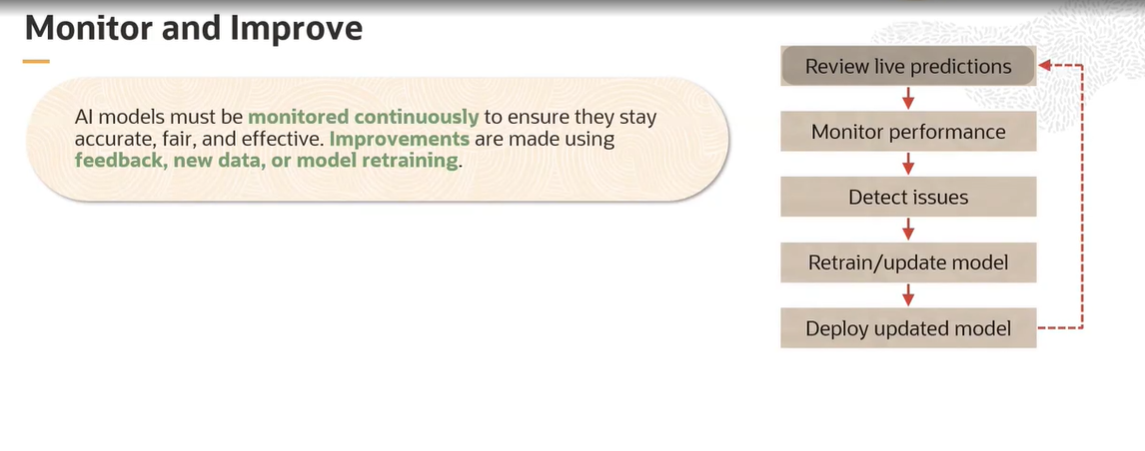 Monitor and Improve
AI models must be monitored continuously to ensure they stay
accurate, fair, and effective. Improvements are made using
feedback, new data, or model retraining.
Review live predictions
Monitor performance
Detect issues
Retrain/update model
Deploy updated model